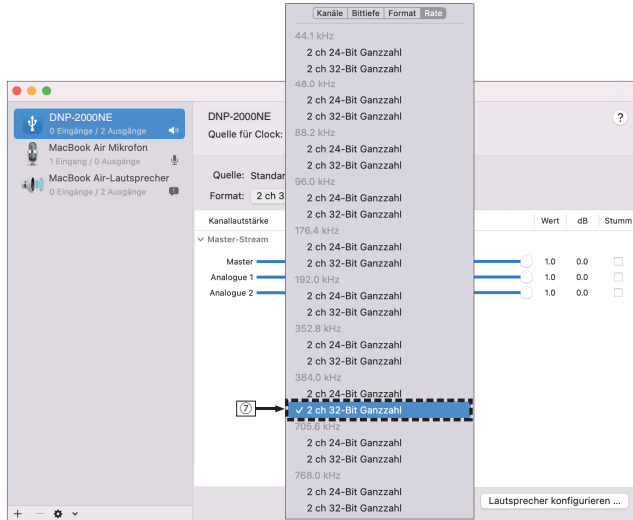 Kanäle Bittiefe Format Rate
44.1 kHz
2 ch 24-Bit Ganzzahl
2 ch 32-Bit Ganzzahl
48.0 kHz
2 ch 24-Bit Ganzzahl
2 ch 32-Bit Ganzzahl
88.2 kHz
2 ch 24-Bit Ganzzahl
2 ch 32-Bit Ganzzahl
96.0 kHz
2 ch 24-Bit Ganzzahl
2 ch 32-Bit Ganzzahl
176.4 kHz
2 ch 24-Bit Ganzzahl
2 ch 32-Bit Ganzzahl
192.0 kHz
2 ch 24-Bit Ganzzahl
2 ch 32-Bit Ganzzahl
352.8 kHz
2 ch 24-Bit Ganzzahl
2 ch 32-Bit Ganzzahl
384.0 kHz
2 ch 24-Bit Ganzzahl
⑦
✓ 2 ch 32-Bit Ganzzahl
705.6 kHz
2 ch 24-Bit Ganzzahl
2 ch 32-Bit Ganzzahl
768.0 kHz
2 ch 24-Bit Ganzzahl
2 ch 32-Bit Ganzzahl
DNP-2000NE
0 Eingänge / 2 Ausgänge
MacBook Air Mikrofon
1 Eingang / 0 Ausgänge
MacBook Air-Lautsprecher
0 Eingänge / 2 Ausgänge
DNP-2000NE
?
Quelle für Clock:
Quelle: Standar
Format: 2 ch 3
Kanallautstärke Wert dB Stumm
Master-Stream
Master 1.0 0.0
Analogue 1 1.0 0.0
Analogue 2 1.0 0.0
Lautsprecher konfigurieren ...